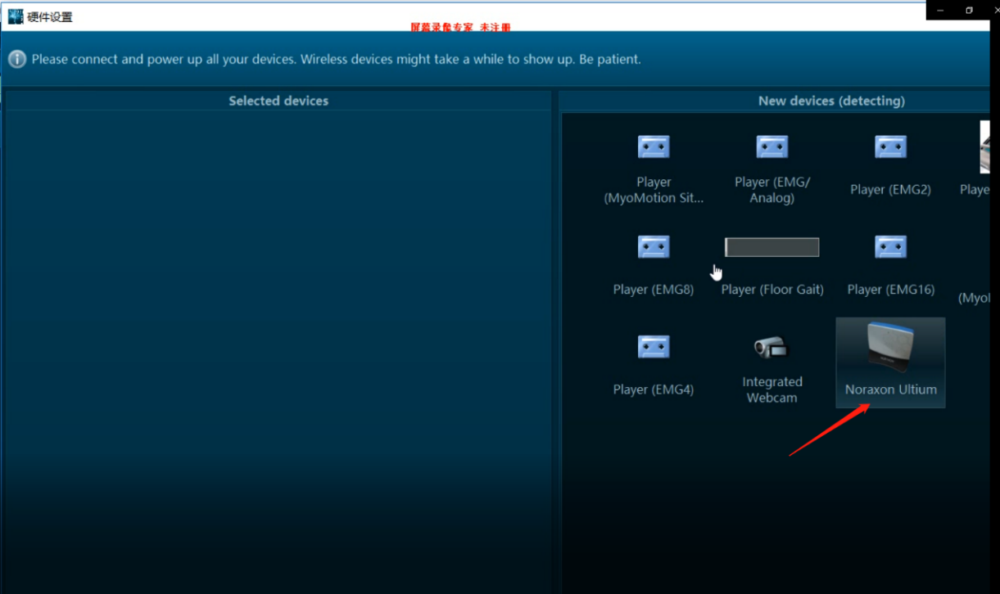 硬件设置
屏幕录像专家 未注册
Please connect and power up all your devices. Wireless devices might take a while to show up. Be patient.
Selected devices
New devices (detecting)
Player
(MyoMotion Sit...
Player (EMG/
Analog)
Player (EMG2)
Playe
Player (EMG8)
Player (Floor Gait)
Player (EMG16)
(Myo
Player (EMG4)
Integrated
Webcam
Noraxon Ultium